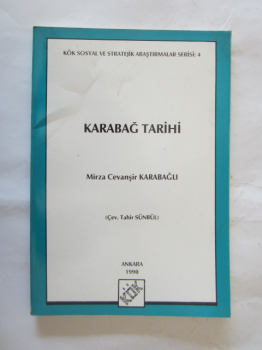 KÖK SOSYAL VE STRATEJİK ARAŞTIRMALAR SERİSİ: 4
KARABAĞ TARİHİ
Mirza Cevanşir KARABAĞLI
(Çev. Tahir SÜNBÜL)
ANKARA
1990
KÖK